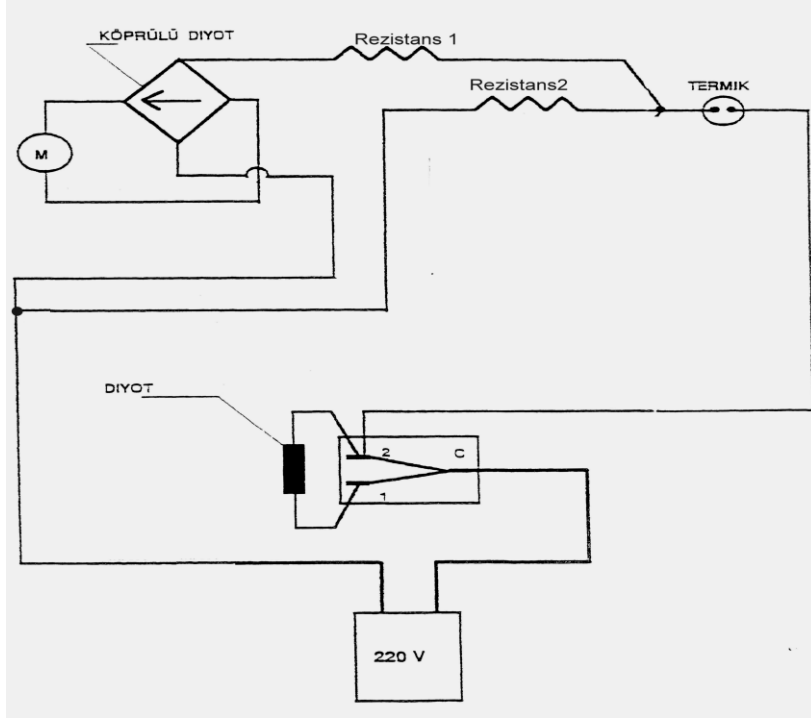 KÖPRÜLÜ DIYOT
Rezistans 1
Rezistans2
TERMIK
M
DIYOT
2
C
1
220 V